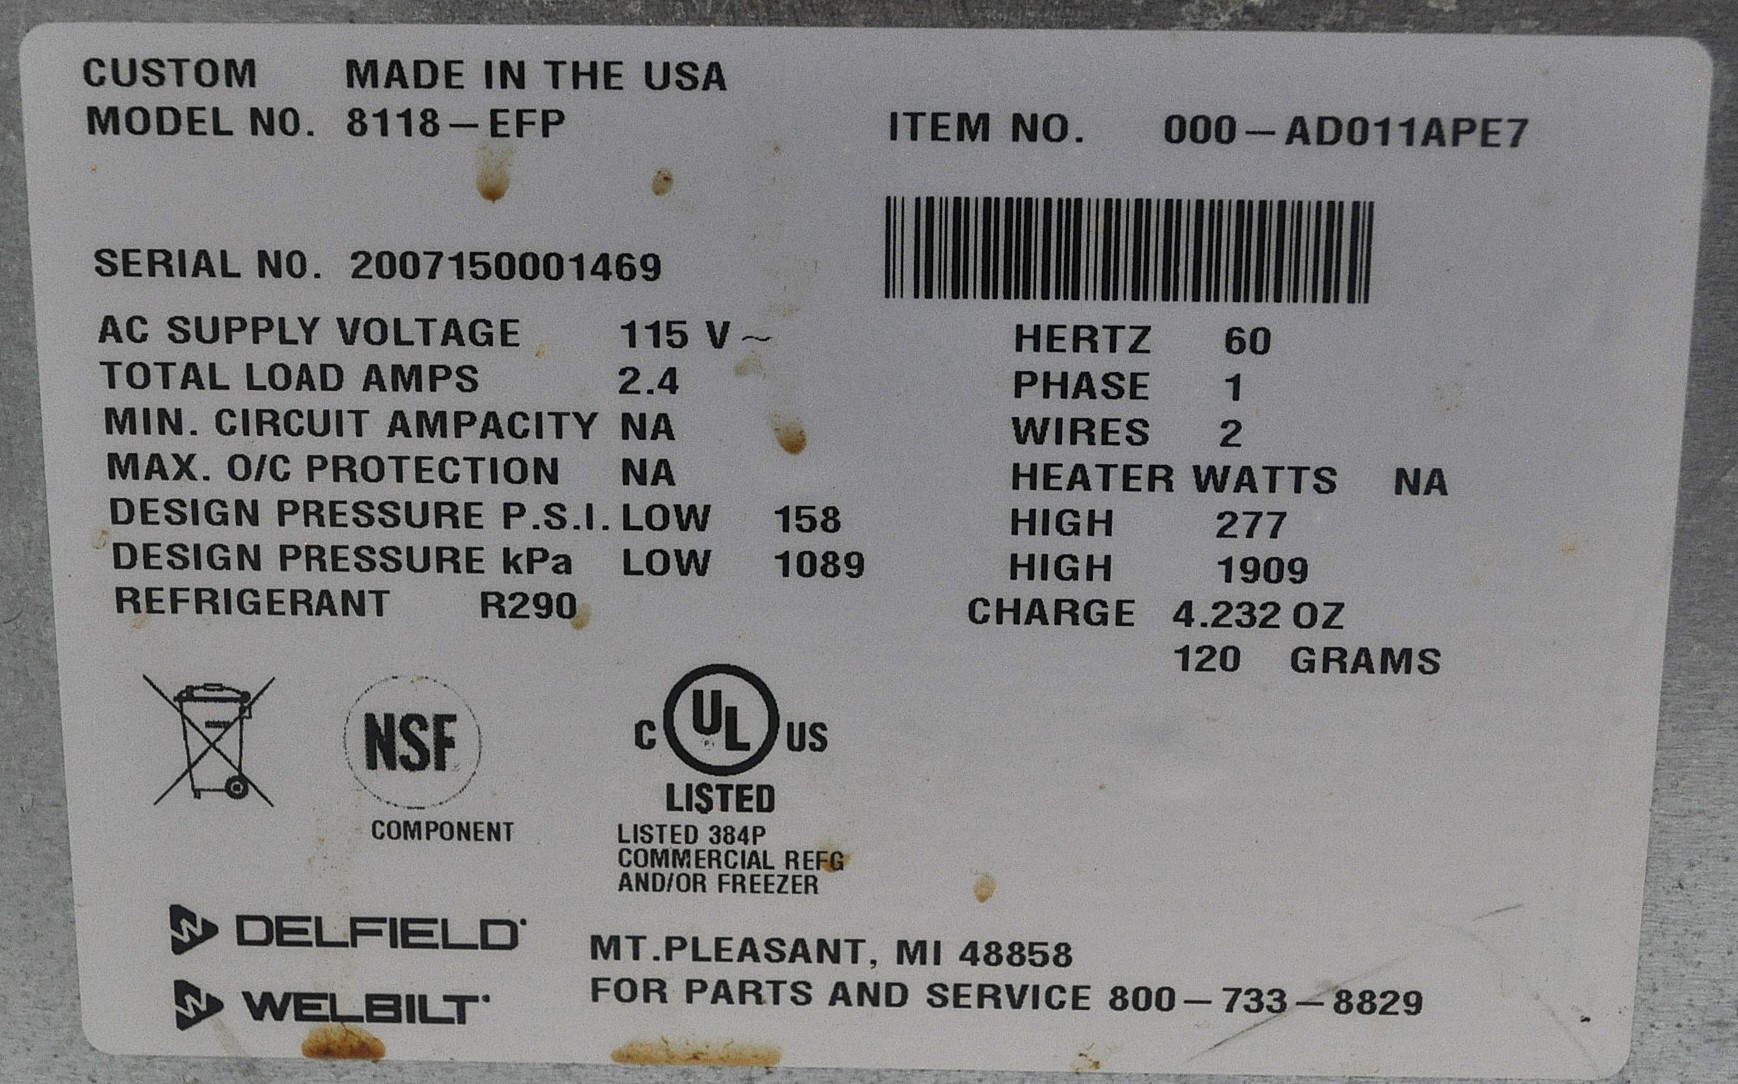 CUSTOM MADE IN THE USA
MODEL NO. 8118-EFP ITEM NO. 000-AD011APE7
SERIAL NO. 2007150001469
AC SUPPLY VOLTAGE 115 V~ HERTZ 60
TOTAL LOAD AMPS 2.4 PHASE 1
MIN. CIRCUIT AMPACITY NA WIRES 2
MAX. O/C PROTECTION NA HEATER WATTS NA
DESIGN PRESSURE P.S.I. LOW 158 HIGH 277
DESIGN PRESSURE kPa LOW 1089 HIGH 1909
REFRIGERANT R290 CHARGE 4.232 OZ
120 GRAMS
NSF
COMPONENT
C UL US
LISTED
LISTED 384P
COMMERCIAL REFG
AND/OR FREEZER
DELFIELD
WELBILT
MT.PLEASANT, MI 48858
FOR PARTS AND SERVICE 800-733-8829